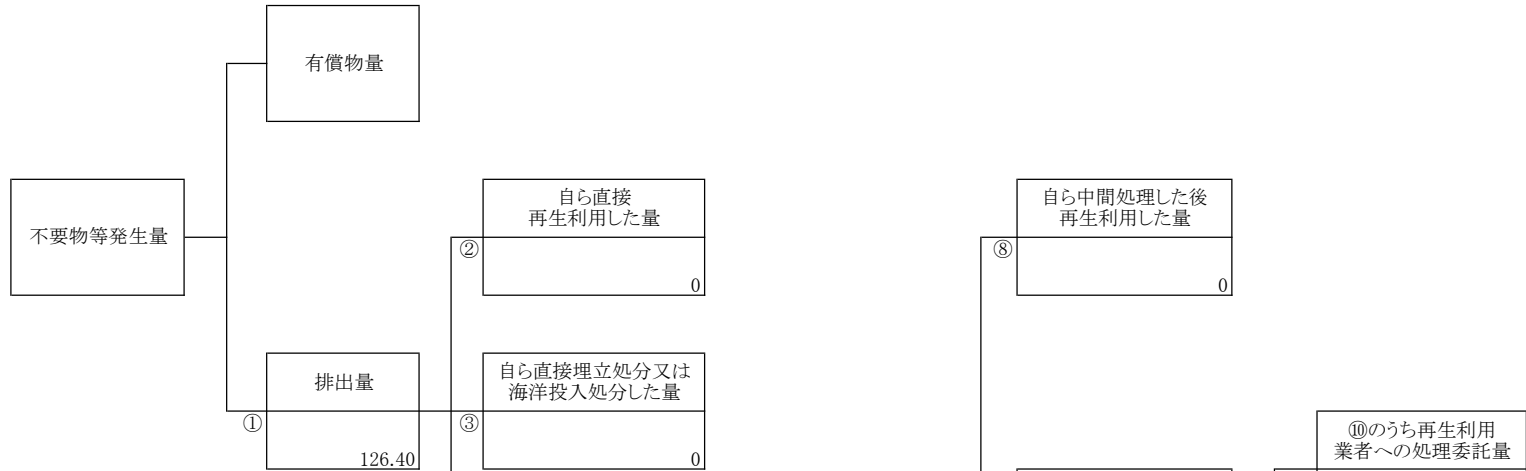 有償物量
不要物等発生量
自ら直接
再生利用した量
②
0
自ら中間処理した後
再生利用した量
⑧
0
排出量
①
126.40
自ら直接埋立処分又は
海洋投入処分した量
③
0
⑩のうち再生利用
業者への処理委託量